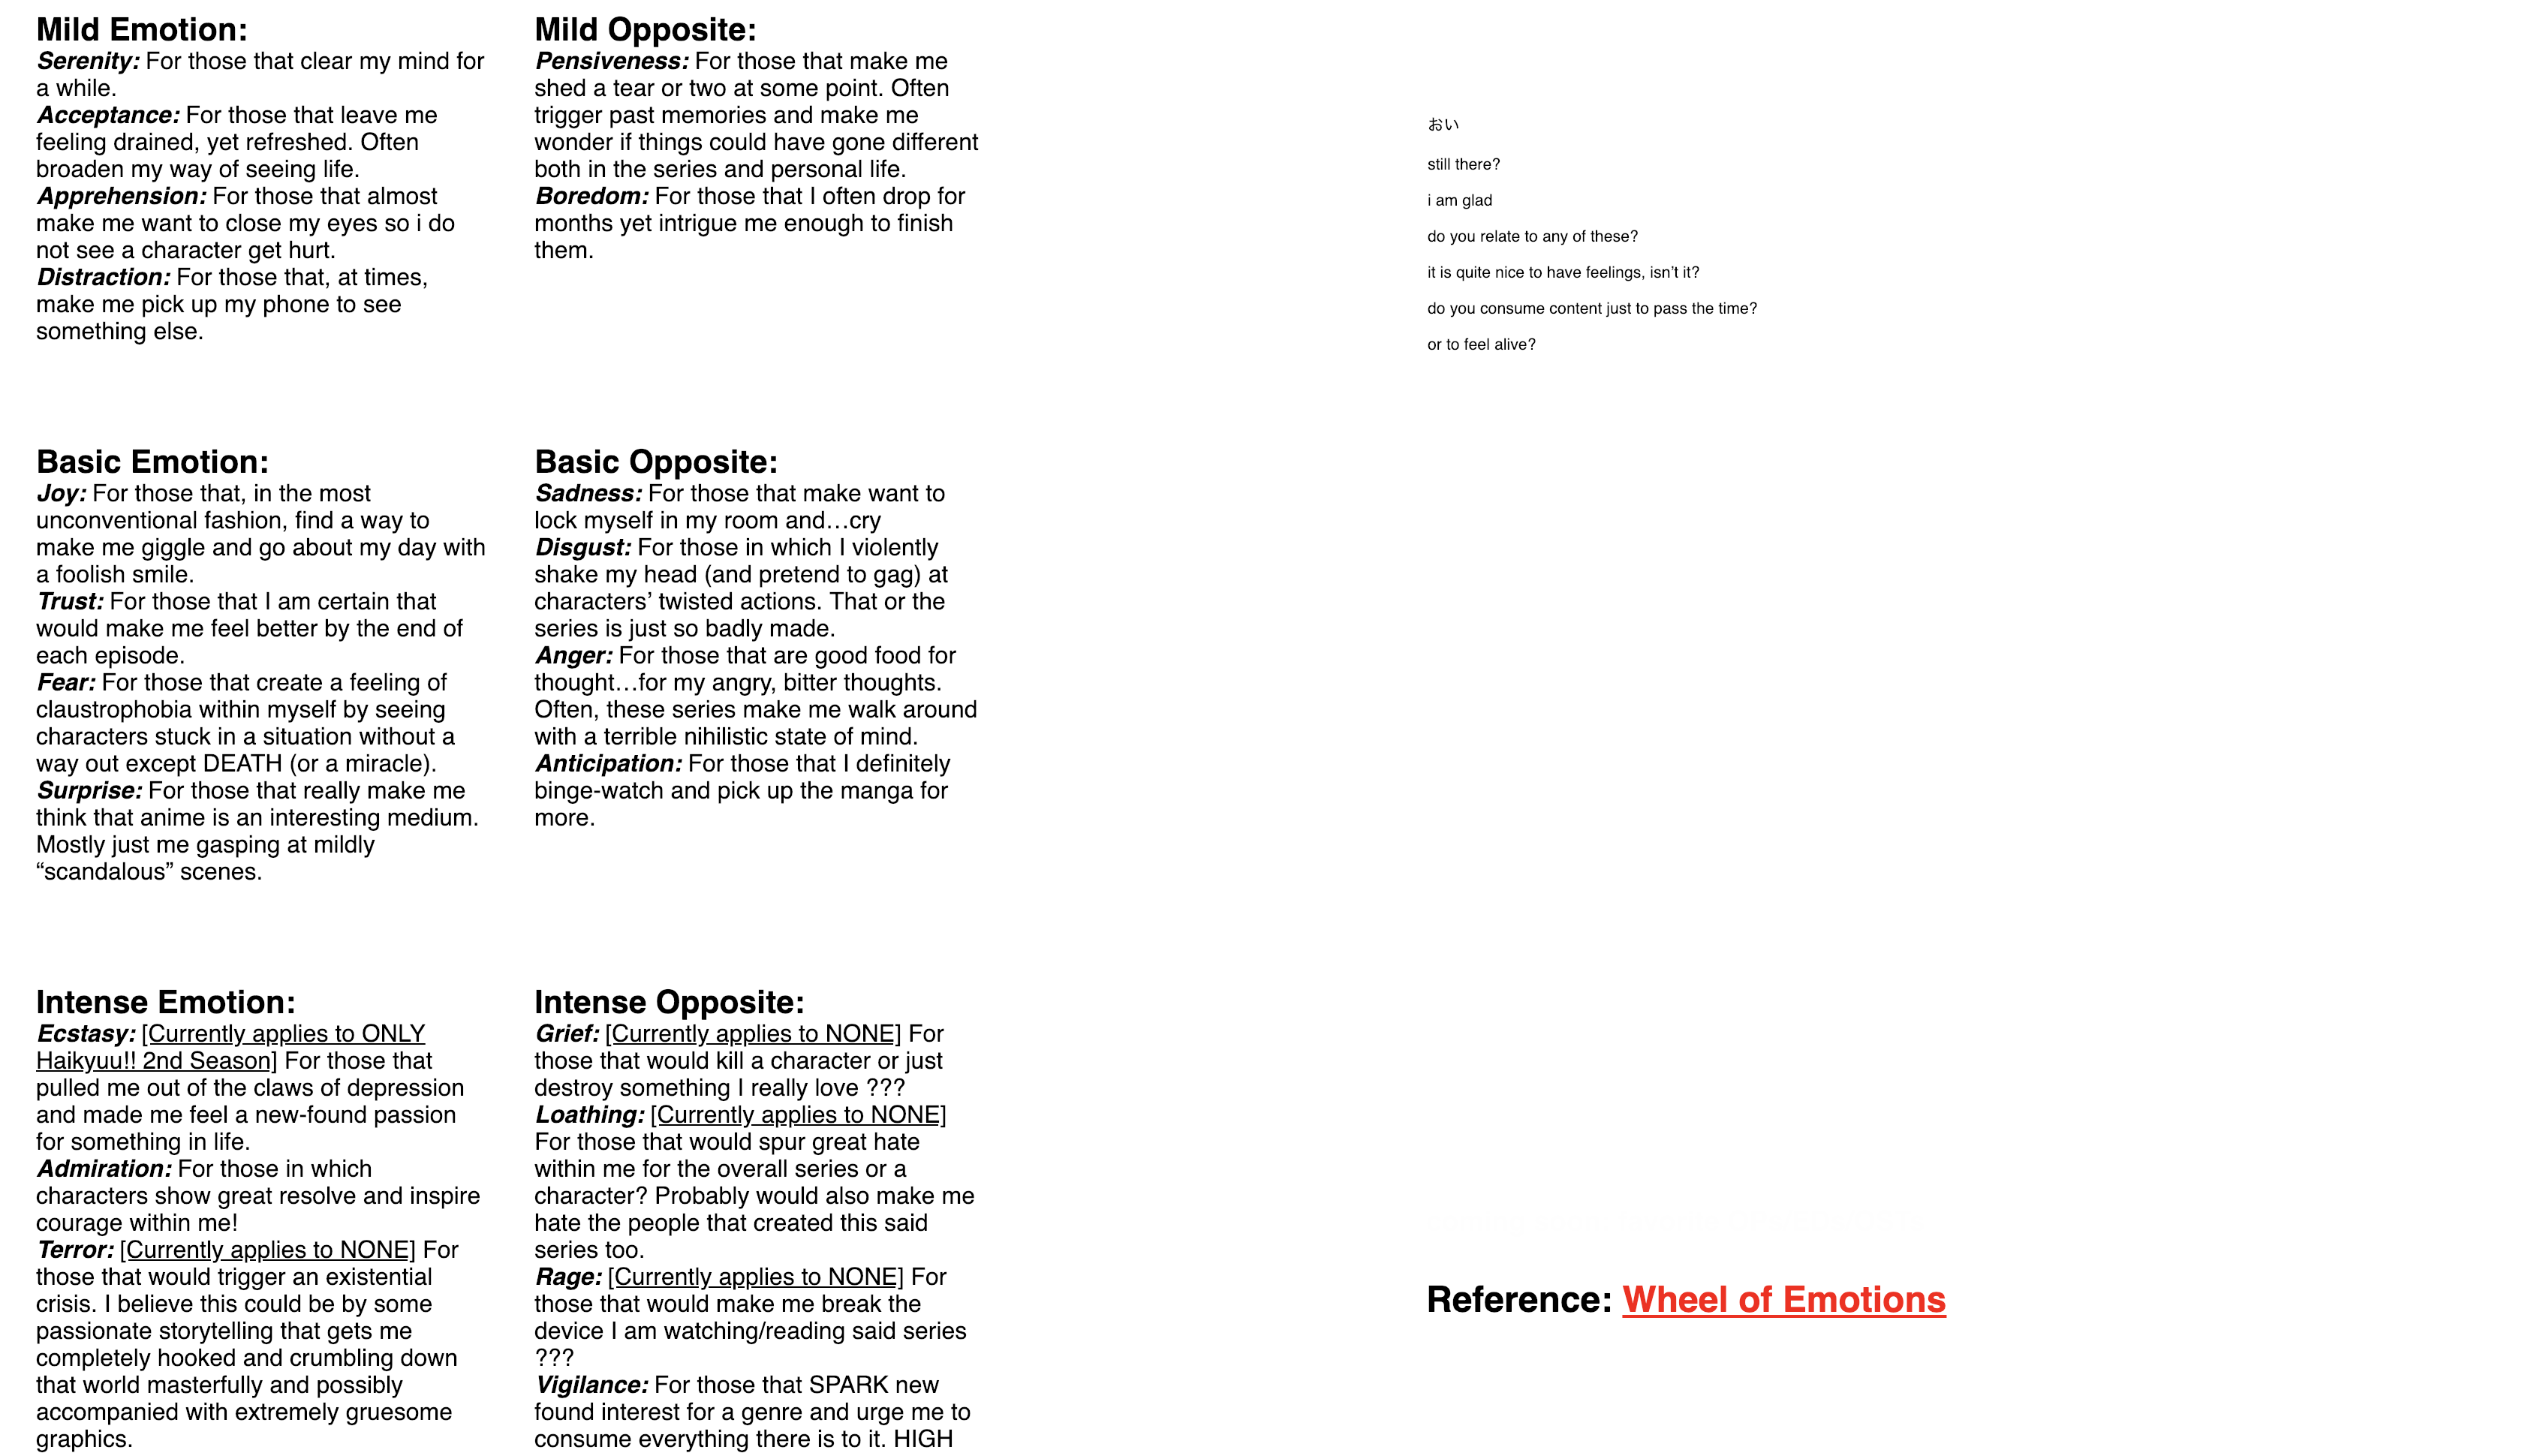 Mild Emotion:
Serenity: For those that clear my mind for
a while.
Acceptance: For those that leave me
feeling drained, yet refreshed. Often
broaden my way of seeing life.
Apprehension: For those that almost
make me want to close my eyes so i do
not see a character get hurt.
Distraction: For those that, at times,
make me pick up my phone to see
something else.
Mild Opposite:
Pensiveness: For those that make me
shed a tear or two at some point. Often
trigger past memories and make me
wonder if things could have gone different
both in the series and personal life.
Boredom: For those that I often drop for
months yet intrigue me enough to finish
them.
Basic Emotion:
Joy: For those that, in the most
unconventional fashion, find a way to
make me giggle and go about my day with
a foolish smile.
Trust: For those that I am certain that
would make me feel better by the end of
each episode.
Fear: For those that create a feeling of
claustrophobia within myself by seeing
characters stuck in a situation without a
way out except DEATH (or a miracle).
Surprise: For those that really make me
think that anime is an interesting medium.
Mostly just me gasping at mildly
“scandalous” scenes.
Basic Opposite:
Sadness: For those that make want to
lock myself in my room and…cry
Disgust: For those in which I violently
shake my head (and pretend to gag) at
characters’ twisted actions. That or the
series is just so badly made.
Anger: For those that are good food for
thought…for my angry, bitter thoughts.
Often, these series make me walk around
with a terrible nihilistic state of mind.
Anticipation: For those that I definitely
binge-watch and pick up the manga for
more.
Intense Emotion:
Ecstasy: [Currently applies to ONLY
Haikyuu!! 2nd Season] For those that
pulled me out of the claws of depression
and made me feel a new-found passion
for something in life.
Admiration: For those in which
characters show great resolve and inspire
courage within me!
Terror: [Currently applies to NONE] For
those that would trigger an existential
crisis. I believe this could be by some
passionate storytelling that gets me
completely hooked and crumbling down
that world masterfully and possibly
accompanied with extremely gruesome
graphics.
Intense Opposite:
Grief: [Currently applies to NONE] For
those that would kill a character or just
destroy something I really love ???
Loathing: [Currently applies to NONE]
For those that would spur great hate
within me for the overall series or a
character? Probably would also make me
hate the people that created this said
series too.
Rage: [Currently applies to NONE] For
those that would make me break the
device I am watching/reading said series
???
Vigilance: For those that SPARK new
found interest for a genre and urge me to
consume everything there is to it. HIGH
おい
still there?
i am glad
do you relate to any of these?
it is quite nice to have feelings, isn’t it?
do you consume content just to pass the time?
or to feel alive?
Reference: Wheel of Emotions